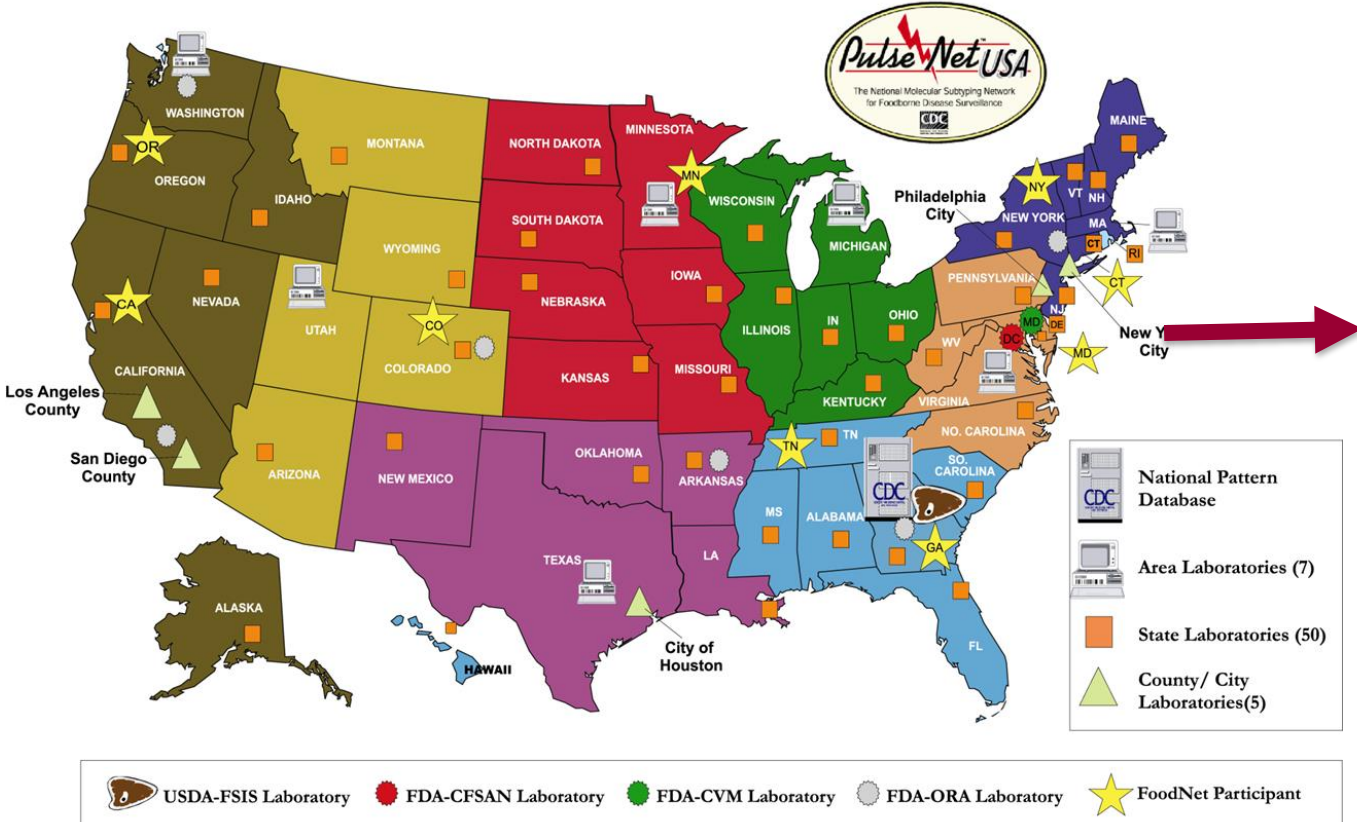 Pulse Net USA
The National Molecular Subtyping Network
for Foodborne Disease Surveillance
CDC
WASHINGTON
OR
OREGON
IDAHO
MONTANA
WYOMING
NEVADA
UTAH
CO
COLORADO
CA
CALIFORNIA
Los Angeles
County
San Diego
County
ARIZONA
NEW MEXICO
NORTH DAKOTA
SOUTH DAKOTA
NEBRASKA
KANSAS
MINNESOTA
MN
IOWA
MISSOURI
WISCONSIN
MICHIGAN
ILLINOIS
IN
OHIO
KENTUCKY
OKLAHOMA
ARKANSAS
TEXAS
LA
City of
Houston
TN
TN
MS
ALABAMA
CDC
GA
SO.
CAROLINA
FL
NO. CAROLINA
VIRGINIA
WV
DC
MD
MD
DE
NJ
PENNSYLVANIA
Philadelphia
City
NY
NEW YORK
MAINE
VT
NH
MA
CT
RI
CT
New Y
City
ALASKA
HAWAII
CDC
National Pattern
Database
Area Laboratories (7)
State Laboratories (50)
County/ City
Laboratories(5)
USDA-FSIS Laboratory
FDA-CFSAN Laboratory
FDA-CVM Laboratory
FDA-ORA Laboratory
FoodNet Participant